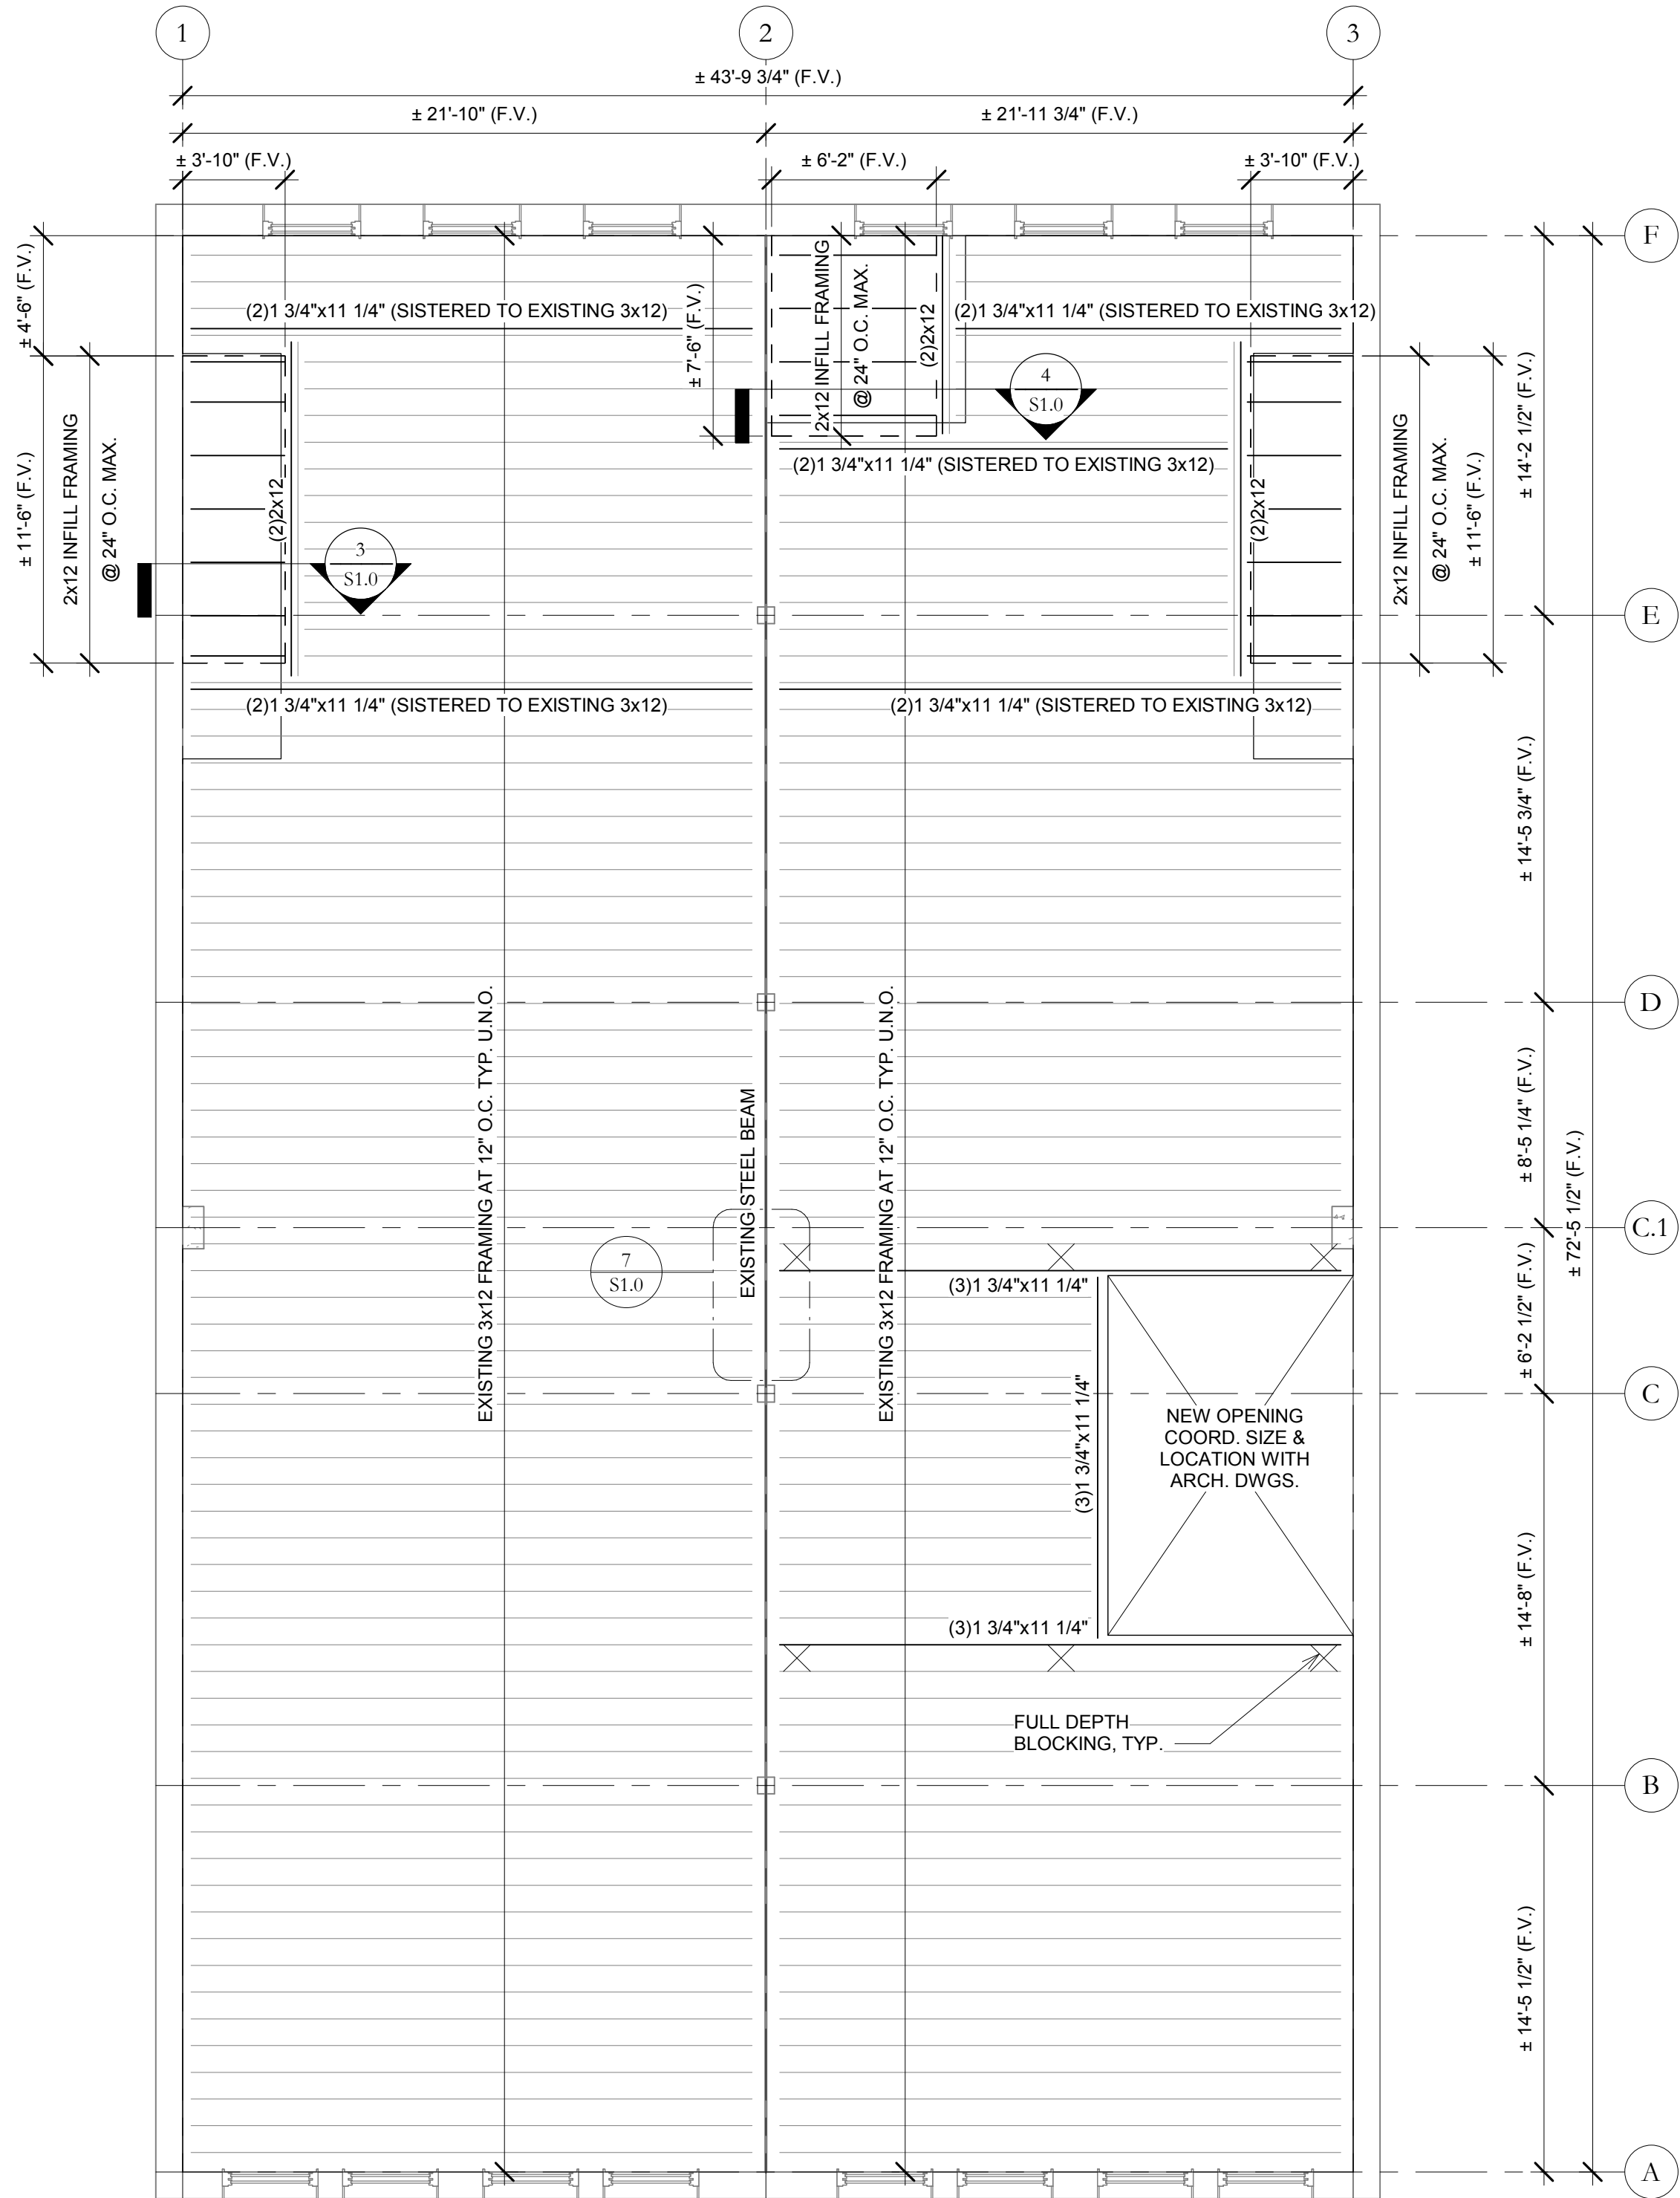 1
2
3
± 43'-9 3/4" (F.V.)
± 21'-10" (F.V.)
± 21'-11 3/4" (F.V.)
± 3'-10" (F.V.)
± 6'-2" (F.V.)
± 3'-10" (F.V.)
F
± 4'-6" (F.V.)
(2)1 3/4"x11 1/4" (SISTERED TO EXISTING 3x12)
± 7'-6" (F.V.)
2x12 INFILL FRAMING
@ 24" O.C. MAX.
(2)2x12
(2)1 3/4"x11 1/4" (SISTERED TO EXISTING 3x12)
4
S1.0
± 14'-2 1/2" (F.V.)
(2)1 3/4"x11 1/4" (SISTERED TO EXISTING 3x12)
± 11'-6" (F.V.)
2x12 INFILL FRAMING
@ 24" O.C. MAX.
(2)2x12
3
S1.0
(2)2x12
2x12 INFILL FRAMING
@ 24" O.C. MAX.
± 11'-6" (F.V.)
E
(2)1 3/4"x11 1/4" (SISTERED TO EXISTING 3x12)
(2)1 3/4"x11 1/4" (SISTERED TO EXISTING 3x12)
± 14'-5 3/4" (F.V.)
D
EXISTING 3x12 FRAMING AT 12" O.C. TYP. U.N.O.
EXISTING STEEL BEAM
EXISTING 3x12 FRAMING AT 12" O.C. TYP. U.N.O.
± 8'-5 1/4" (F.V.)
± 72'-5 1/2" (F.V.)
C.1
7
S1.0
(3)1 3/4"x11 1/4"
± 6'-2 1/2" (F.V.)
C
(3)1 3/4"x11 1/4"
NEW OPENING
COORD. SIZE &
LOCATION WITH
ARCH. DWGS.
± 14'-8" (F.V.)
(3)1 3/4"x11 1/4"
FULL DEPTH
BLOCKING, TYP.
B
± 14'-5 1/2" (F.V.)
A